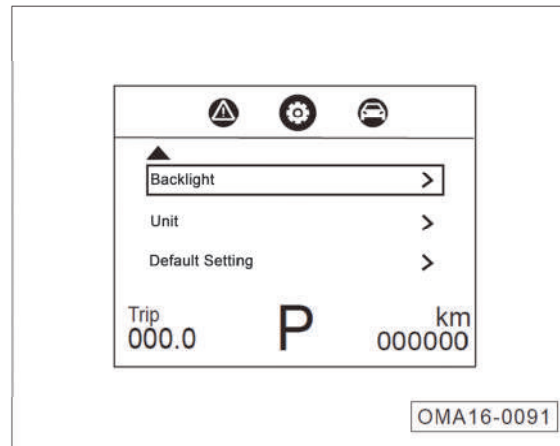 Backlight
Unit
Default Setting
Trip
000.0
P
km
000000
OMA16-0091